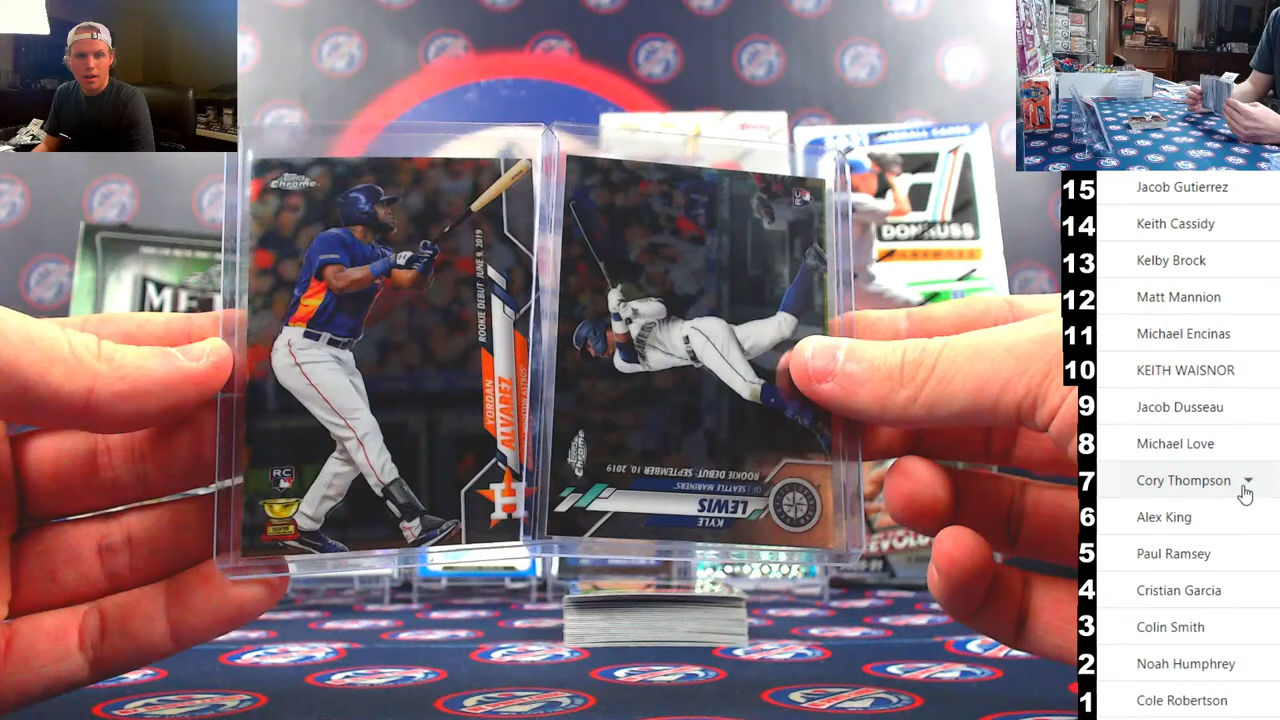 Topps
Chrome
ROOKIE DEBUT: JUNE 9, 2019
YORDAN
ALVAREZ
HOUSTON ASTROS
RC
H
RC
Topps
Chrome
ROOKIE DEBUT: SEPTEMBER 10, 2019
SEATTLE MARINERS
LEWIS
KYLE
DONRUSS
MET
15 Jacob Gutierrez
14 Keith Cassidy
13 Kelby Brock
12 Matt Mannion
11 Michael Encinas
10 KEITH WAISNOR
9 Jacob Dusseau
8 Michael Love
7 Cory Thompson
6 Alex King
5 Paul Ramsey
4 Cristian Garcia
3 Colin Smith
2 Noah Humphrey
1 Cole Robertson